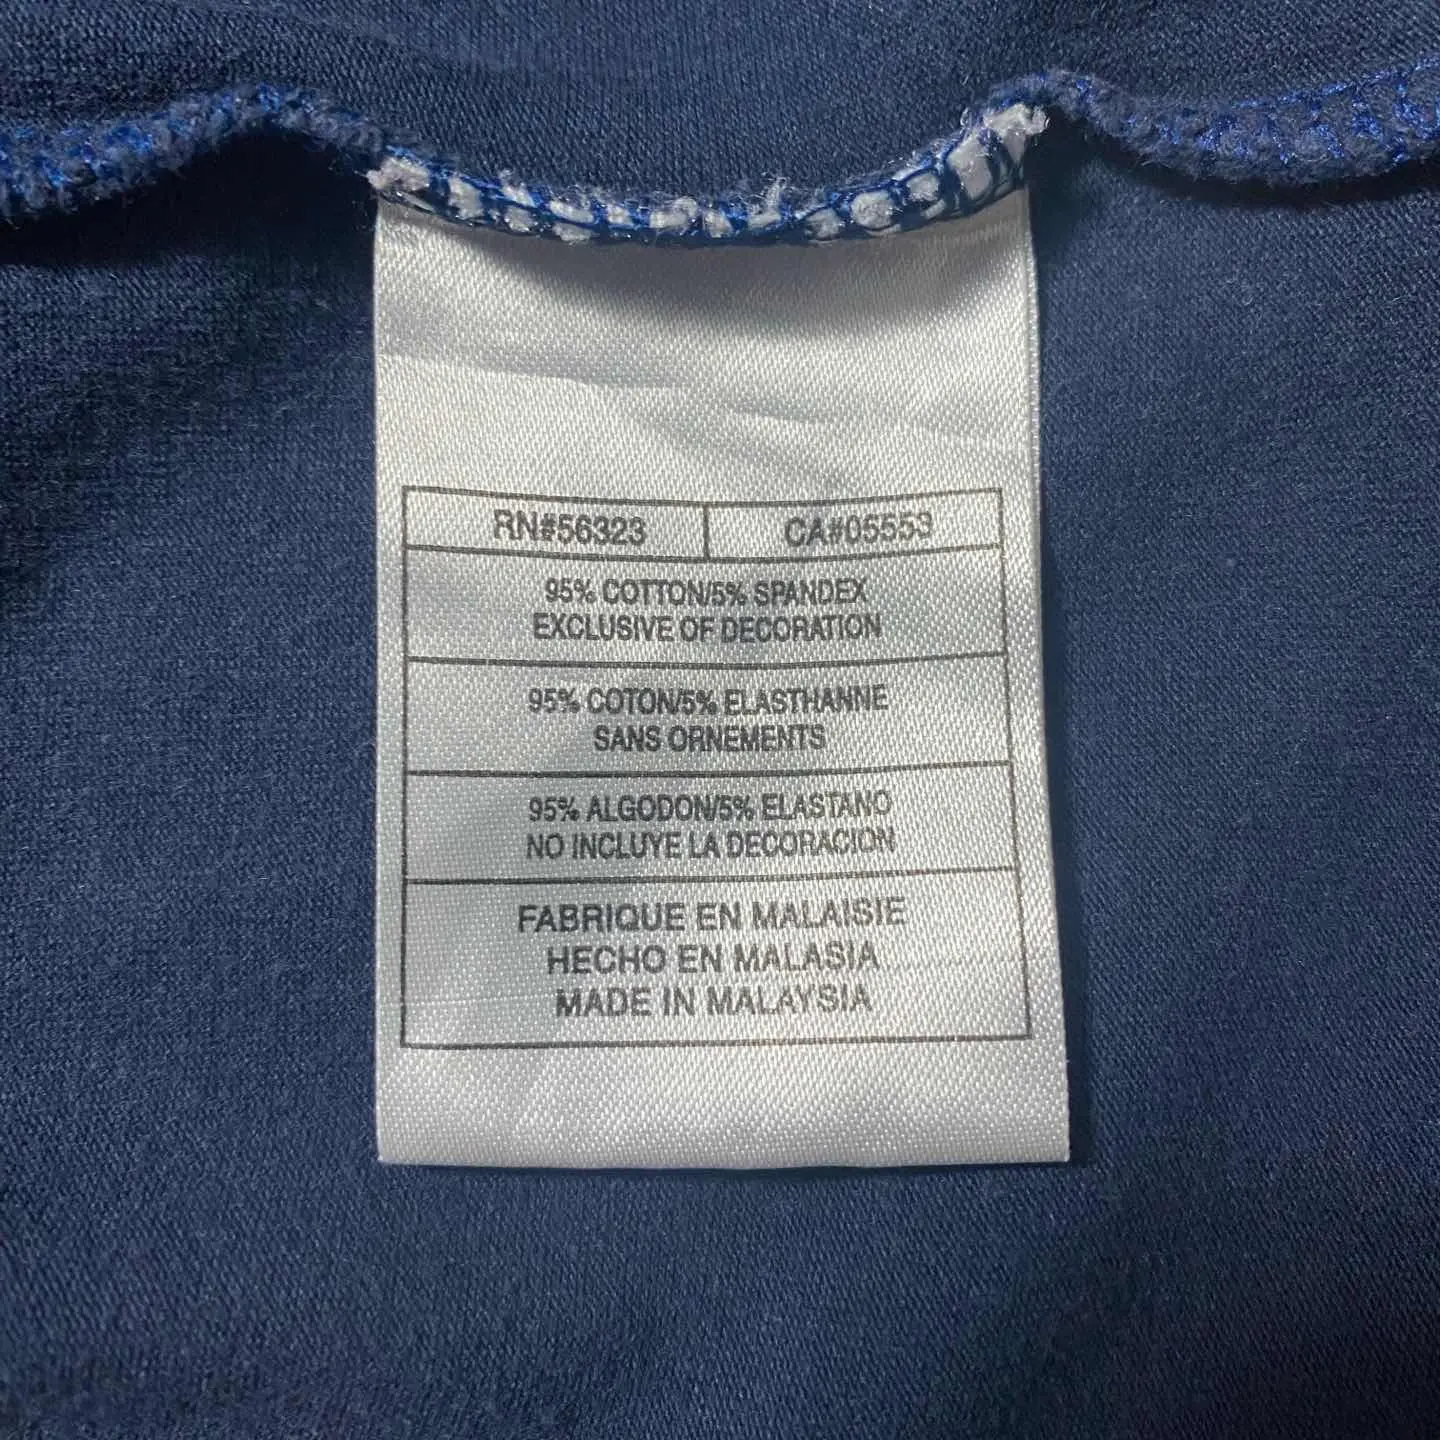 RN#56323 CA#05553
95% COTTON/5% SPANDEX
EXCLUSIVE OF DECORATION
95% COTON/5% ELASTHANNE
SANS ORNEMENTS
95% ALGODON/5% ELASTANO
NO INCLUYE LA DECORACION
FABRIQUE EN MALAISIE
HECHO EN MALASIA
MADE IN MALAYSIA